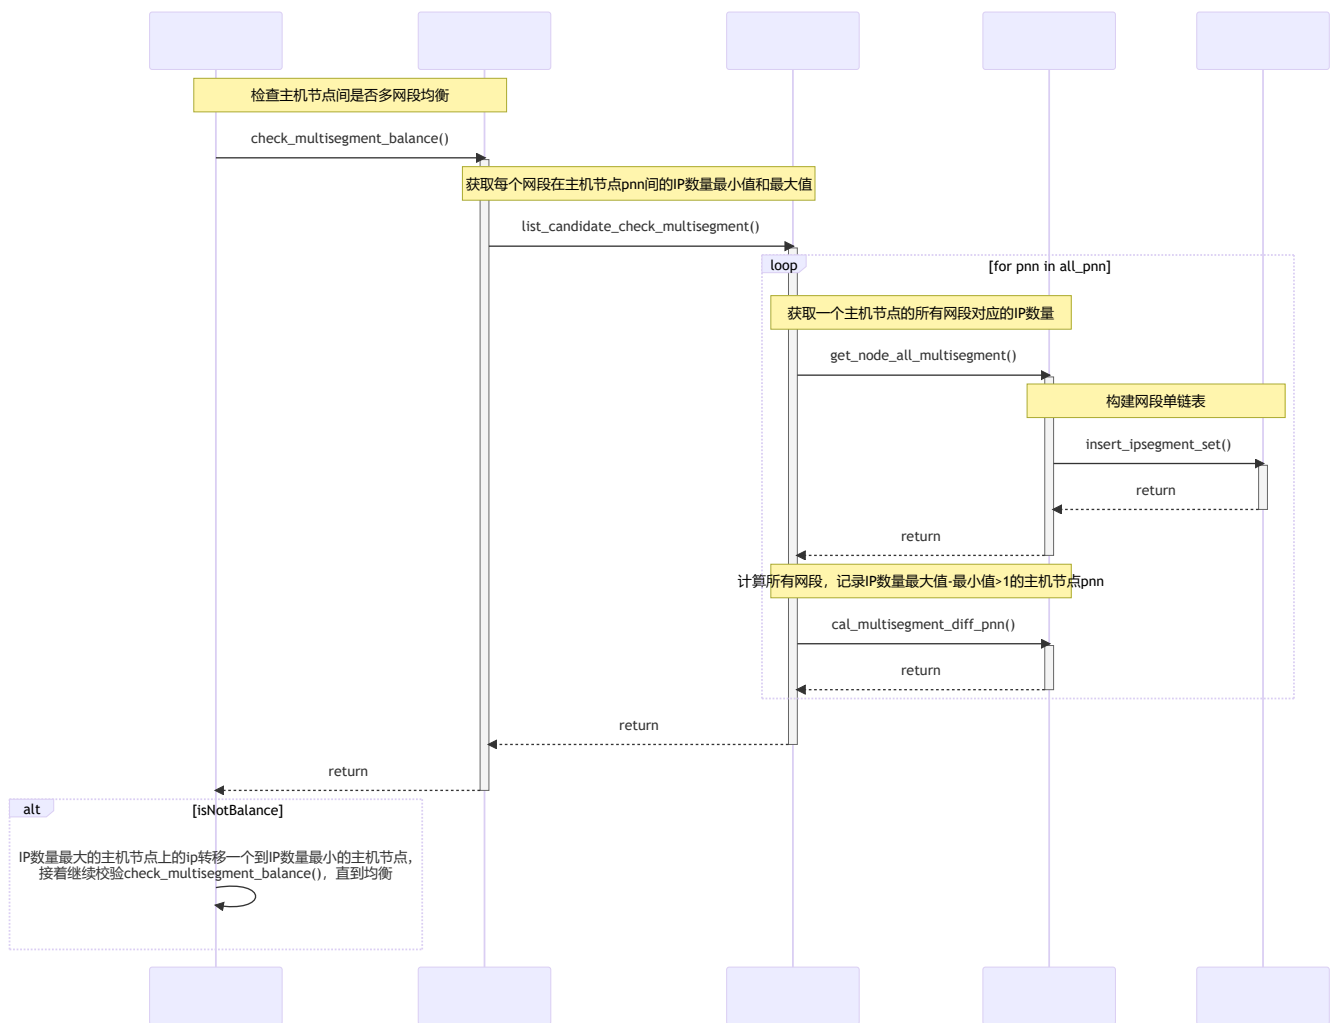 检查主机节点间是否多网段均衡
check_multisegment_balance()
获取每个网段在主机节点pnn间的IP数量最小值和最大值
list_candidate_check_multisegment()
loop
[for pnn in all_pnn]
获取一个主机节点的所有网段对应的IP数量
get_node_all_multisegment()
构建网段单链表
insert_ipsegment_set()
return
return
计算所有网段，记录IP数量最大值-最小值>1的主机节点pnn
cal_multisegment_diff_pnn()
return
return
return
alt
[isNotBalance]
IP数量最大的主机节点上的ip转移一个到IP数量最小的主机节点，
接着继续校验check_multisegment_balance()，直到均衡